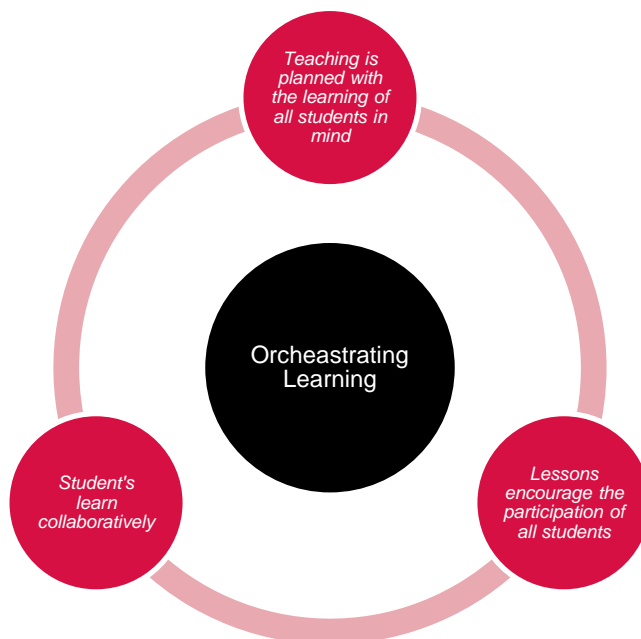 Teaching is
planned with
the learning of
all students in
mind
Orcheastrating
Learning
Student's
learn
collaboratively
Lessons
encourage the
participation of
all students